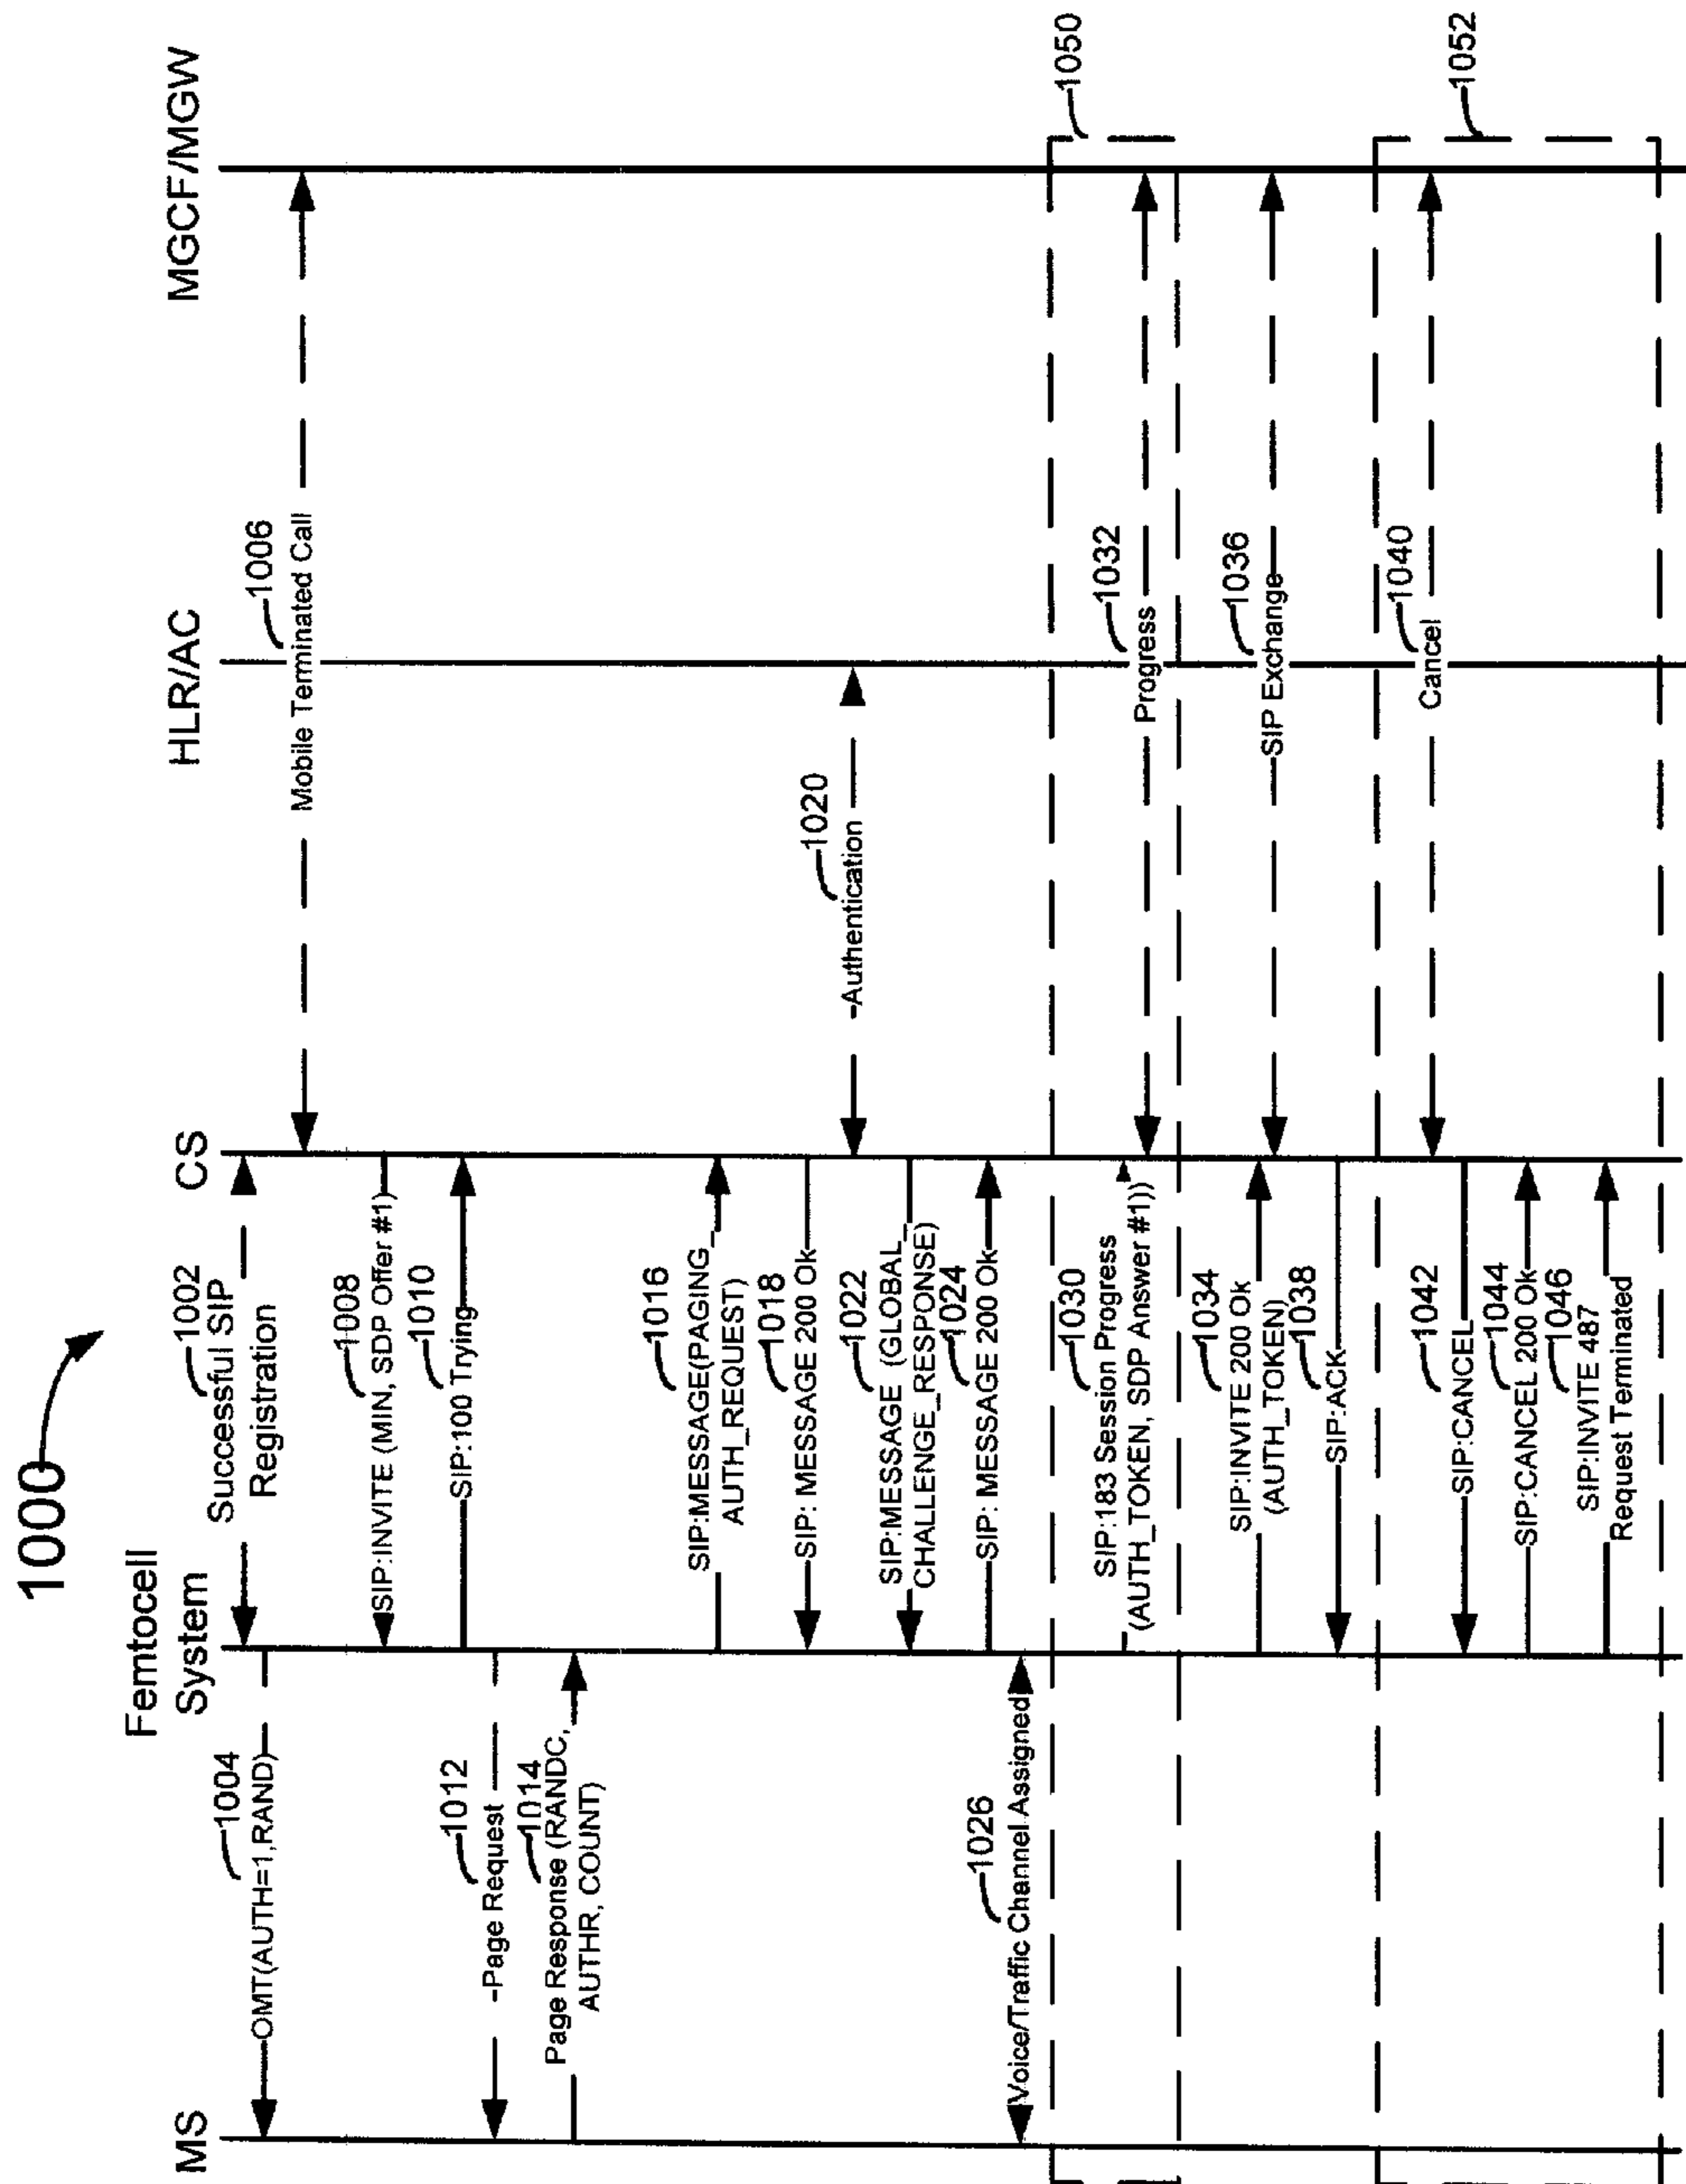 1000
MS
Femtocell
System
CS
HLR/AC
MGCF/MGW
1002
Successful SIP
Registration
1004
OMT(AUTH=1,RAND)
1006
Mobile Terminated Call
1008
SIP:INVITE (MIN, SDP Offer #1)
1010
SIP:100 Trying
1012
Page Request
1014
Page Response (RANDC,
AUTHR, COUNT)
1016
SIP:MESSAGE(PAGING_
AUTH_REQUEST)
1018
SIP: MESSAGE 200 Ok
1020
Authentication
1022
SIP:MESSAGE (GLOBAL_
CHALLENGE_RESPONSE)
1024
SIP: MESSAGE 200 Ok
1026
Voice/Traffic Channel Assigned
1050
1030
SIP:183 Session Progress
(AUTH_TOKEN, SDP Answer #1))
1032
Progress
1034
SIP:INVITE 200 Ok
(AUTH_TOKEN)
1036
SIP Exchange
1038
SIP:ACK
1052
1040
Cancel
1042
SIP:CANCEL
1044
SIP:CANCEL 200 Ok
1046
SIP:INVITE 487
Request Terminated